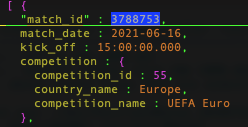 [ {
"match_id" : 3788753,
match_date : 2021-06-16,
kick_off : 15:00:00.000,
competition : {
competition_id : 55,
country_name : Europe,
competition_name : UEFA Euro
},